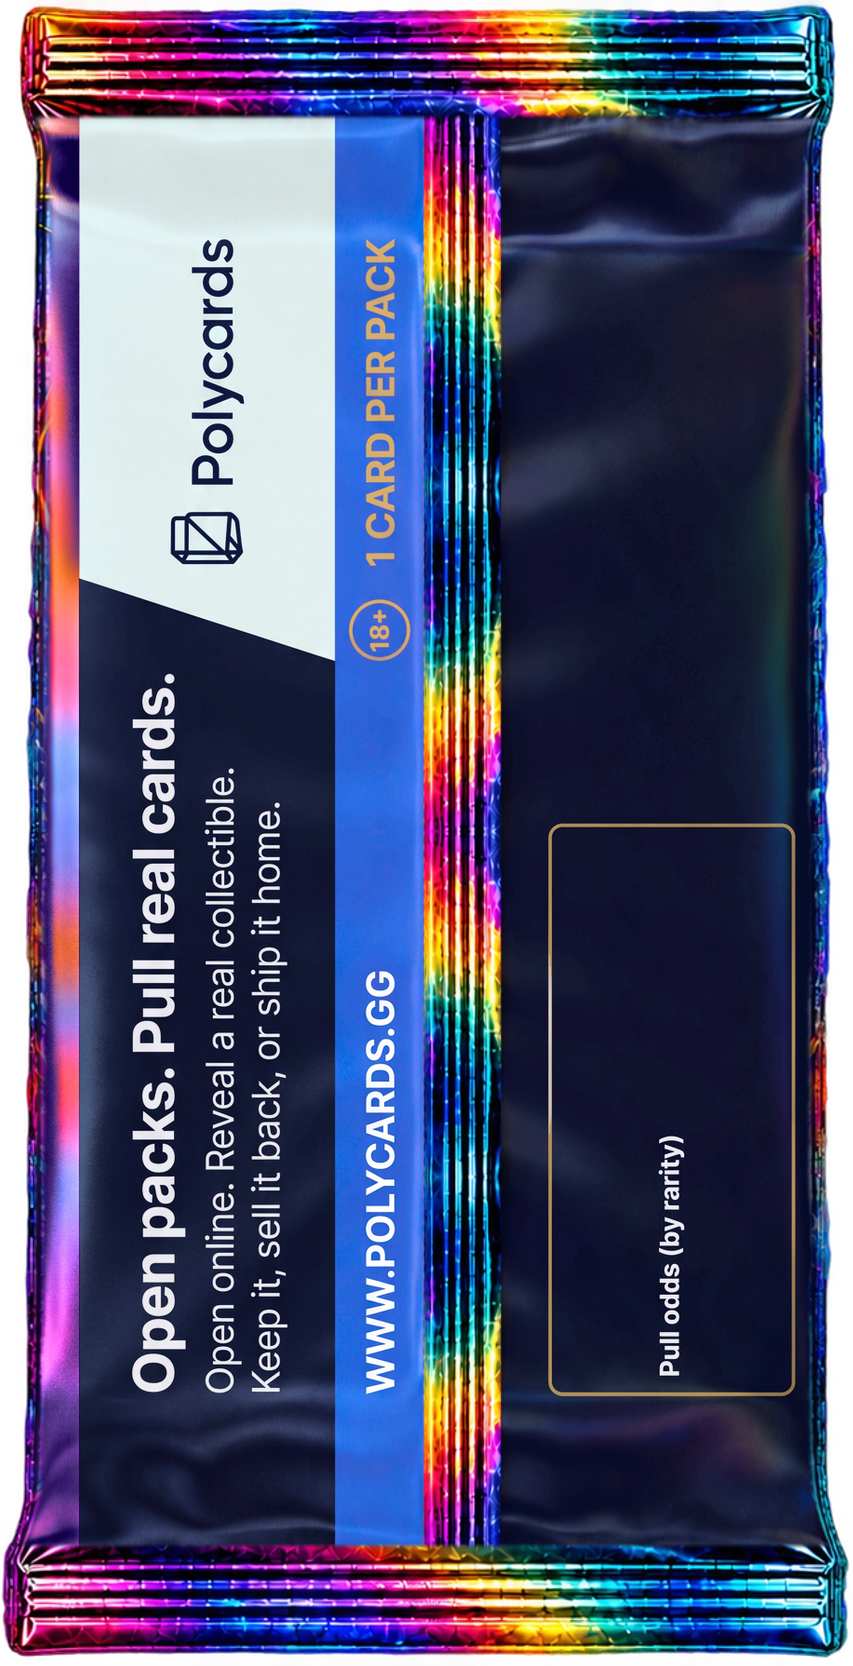 Polycards
Open packs. Pull real cards.
Open online. Reveal a real collectible.
Keep it, sell it back, or ship it home.
WWW.POLYCARDS.GG
18+
1 CARD PER PACK
Pull odds (by rarity)